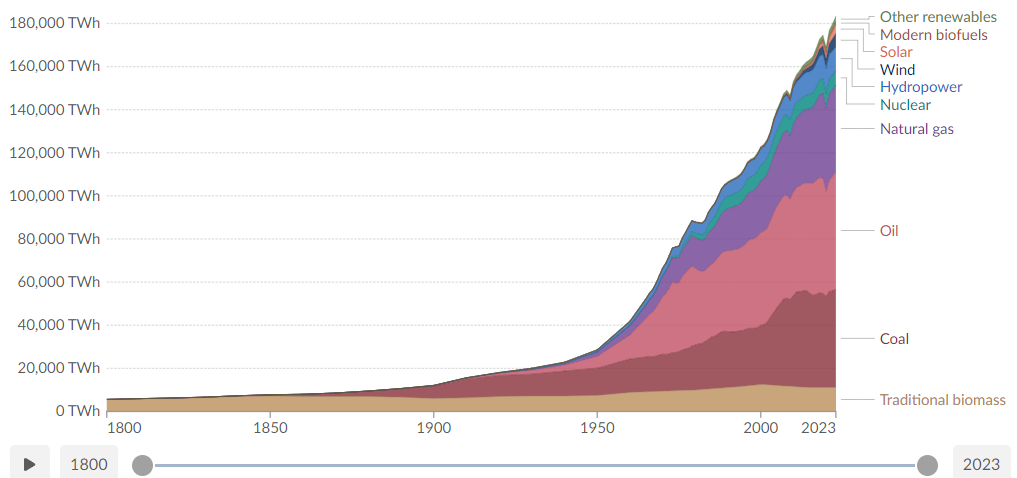 180,000 TWh
160,000 TWh
140,000 TWh
120,000 TWh
100,000 TWh
80,000 TWh
60,000 TWh
40,000 TWh
20,000 TWh
0 TWh
Other renewables
Modern biofuels
Solar
Wind
Hydropower
Nuclear
Natural gas
Oil
Coal
Traditional biomass
1800 1850 1900 1950 2000 2023
1800 2023